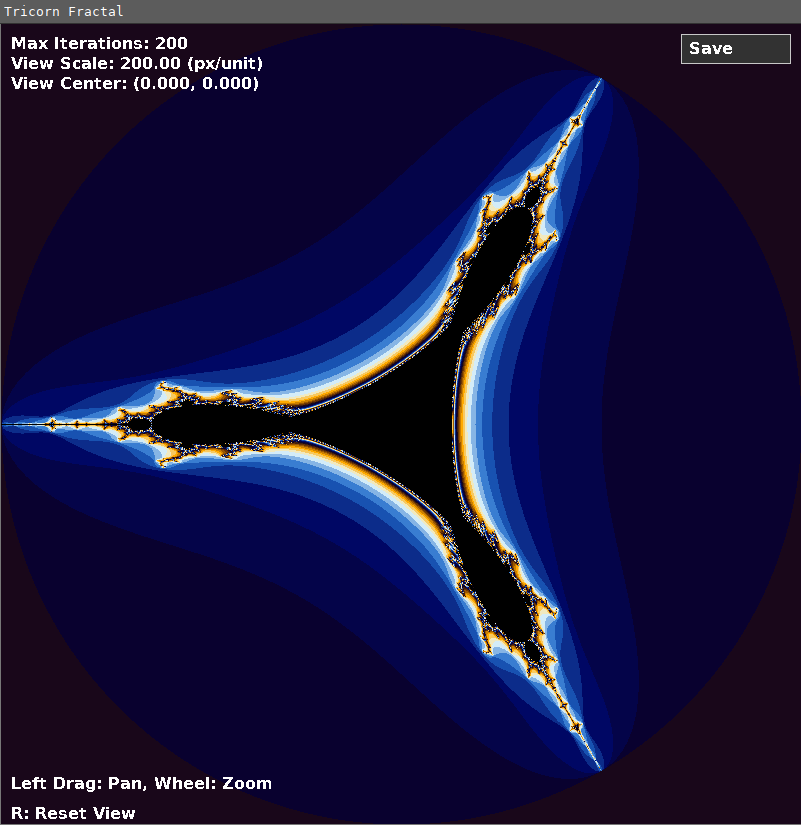 Tricorn Fractal
Max Iterations: 200
View Scale: 200.00 (px/unit)
View Center: (0.000, 0.000)
Save
Left Drag: Pan, Wheel: Zoom
R: Reset View